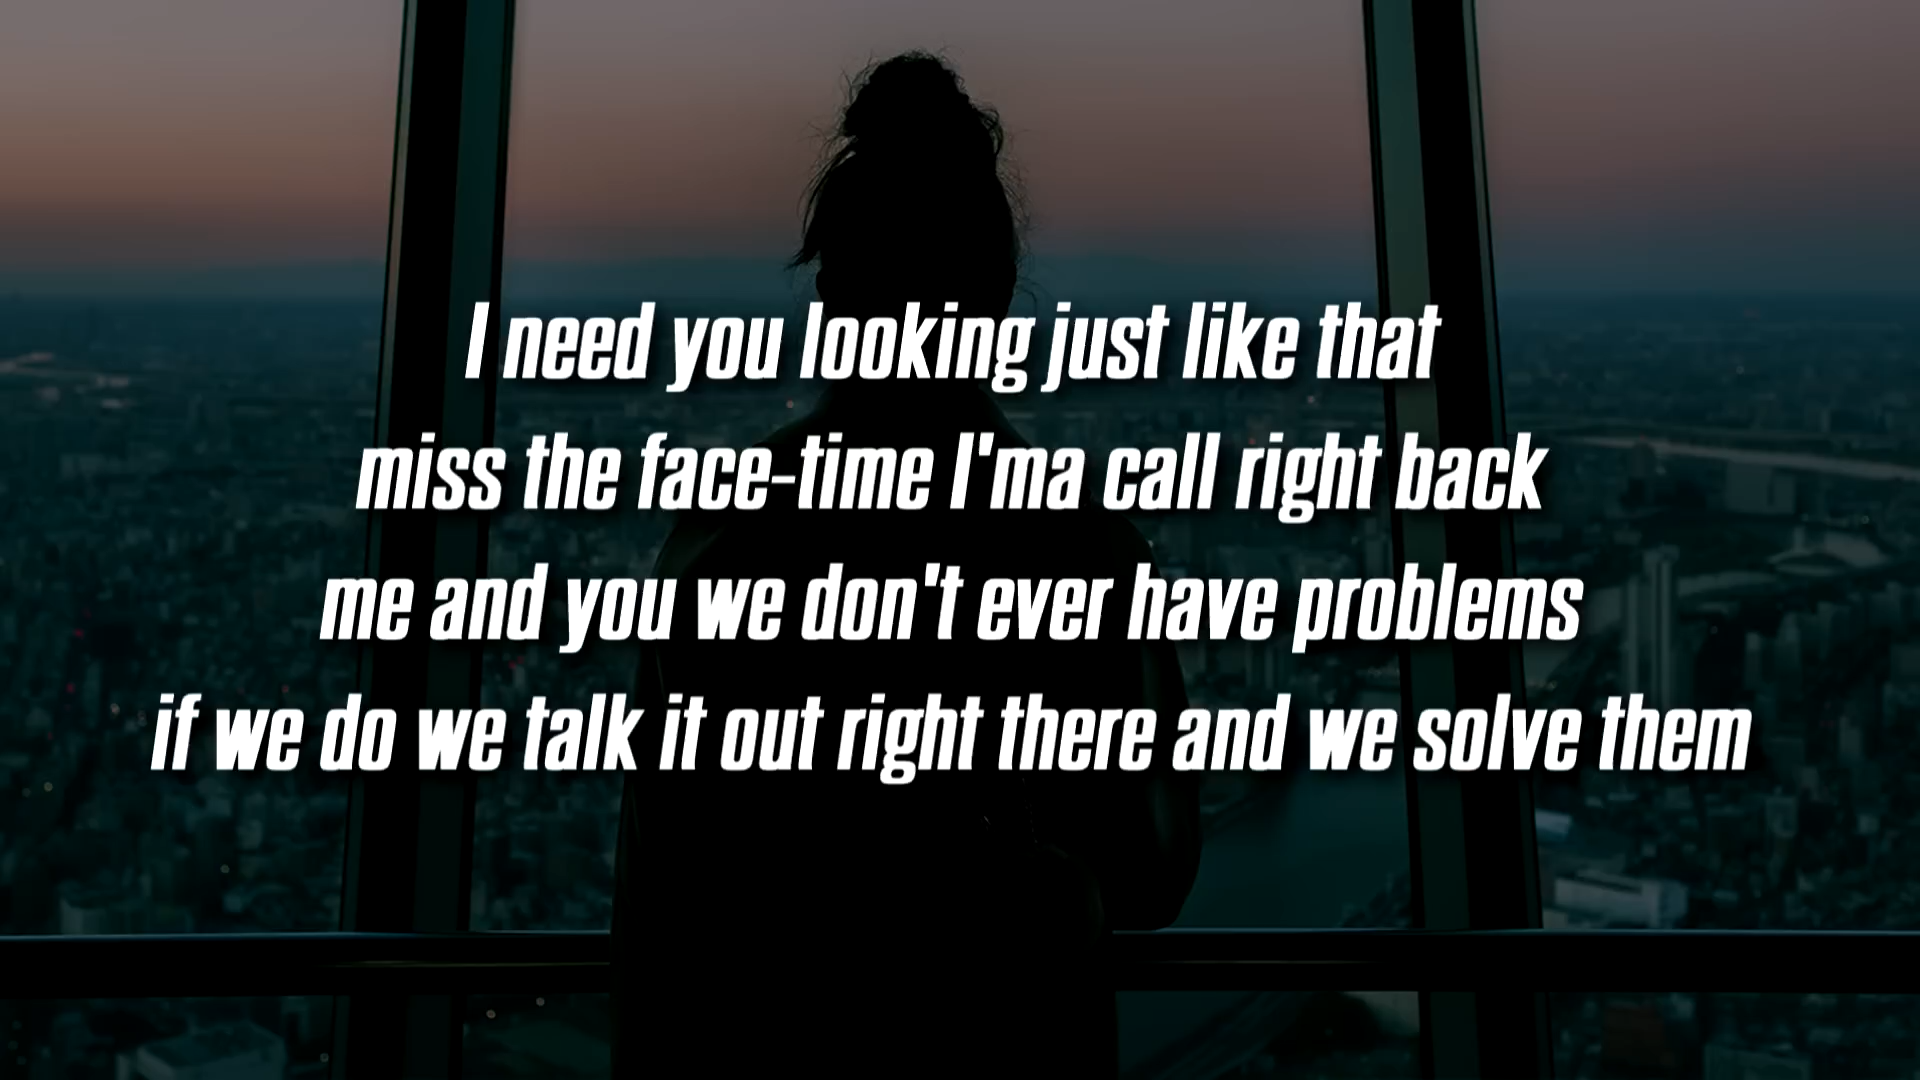 I need you looking just like that
miss the face-time I'ma call right back
me and you we don't ever have problems
if we do we talk it out right there and we solve them